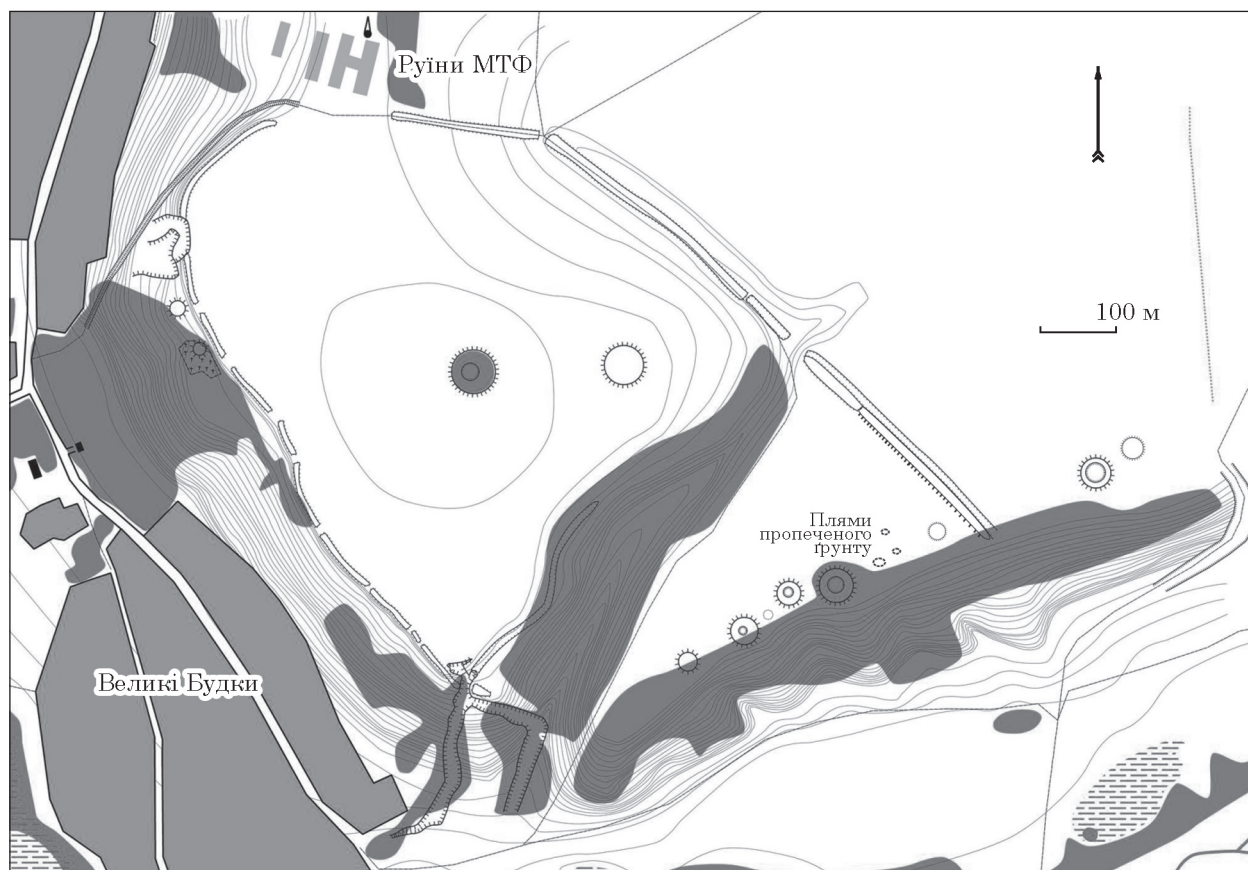 Руїни МТФ
100 м
Плями
пропеченого
ґрунту
Великі Будки